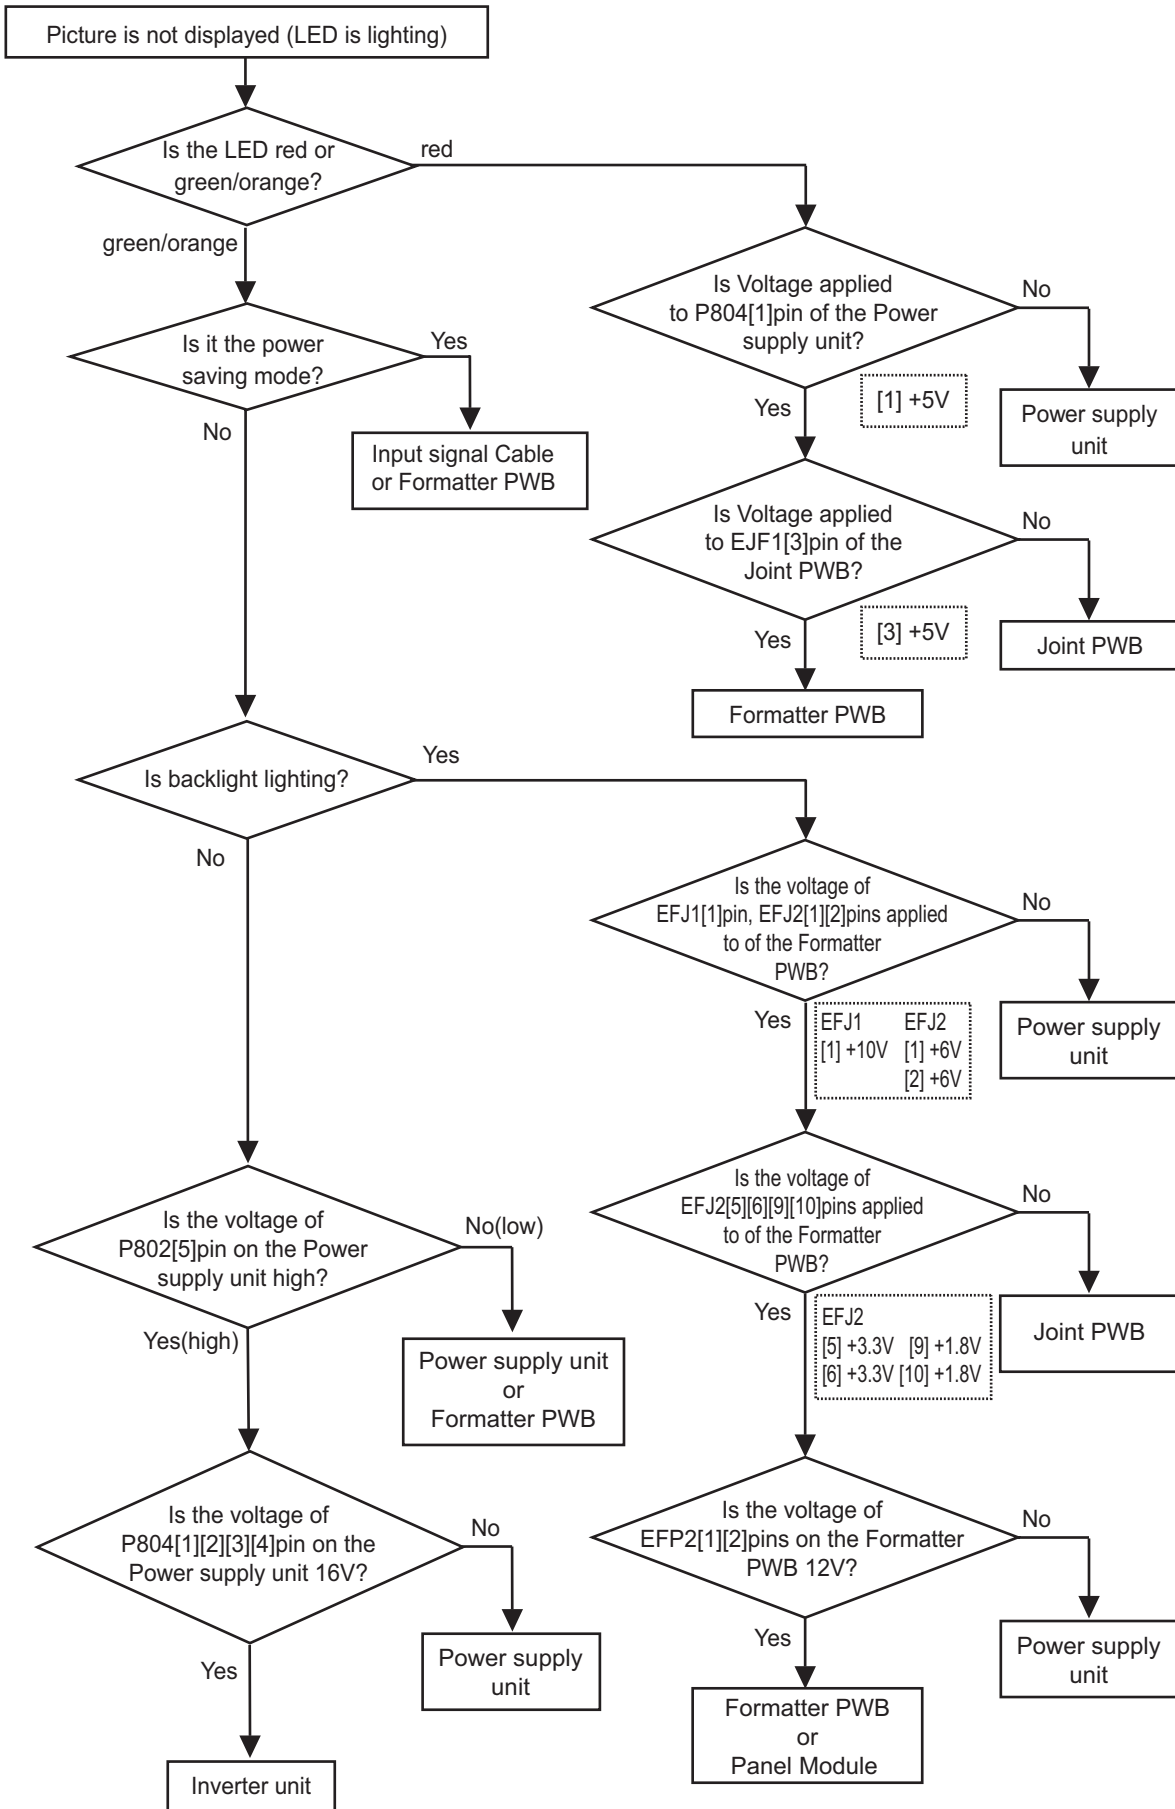 Picture is not displayed (LED is lighting)
Is the LED red or
green/orange?
red
green/orange
Is Voltage applied
to P804[1]pin of the Power
supply unit?
No
Is it the power
saving mode?
Yes
[1] +5V
Yes
Power supply
unit
No
Input signal Cable
or Formatter PWB
Is Voltage applied
to EJF1[3]pin of the
Joint PWB?
No
[3] +5V
Yes
Joint PWB
Formatter PWB
Is backlight lighting?
Yes
No
Is the voltage of
EFJ1[1]pin, EFJ2[1][2]pins applied
to of the Formatter
PWB?
No
Yes
EFJ1 EFJ2
[1] +10V [1] +6V
[2] +6V
Power supply
unit
Is the voltage of
EFJ2[5][6][9][10]pins applied
to of the Formatter
PWB?
No
Is the voltage of
P802[5]pin on the Power
supply unit high?
No(low)
Yes
EFJ2
[5] +3.3V [9] +1.8V
[6] +3.3V [10] +1.8V
Joint PWB
Yes(high)
Power supply unit
or
Formatter PWB
Is the voltage of
P804[1][2][3][4]pin on the
Power supply unit 16V?
No
Is the voltage of
EFP2[1][2]pins on the Formatter
PWB 12V?
No
Yes
Power supply
unit
Yes
Power supply
unit
Formatter PWB
or
Panel Module
Inverter unit